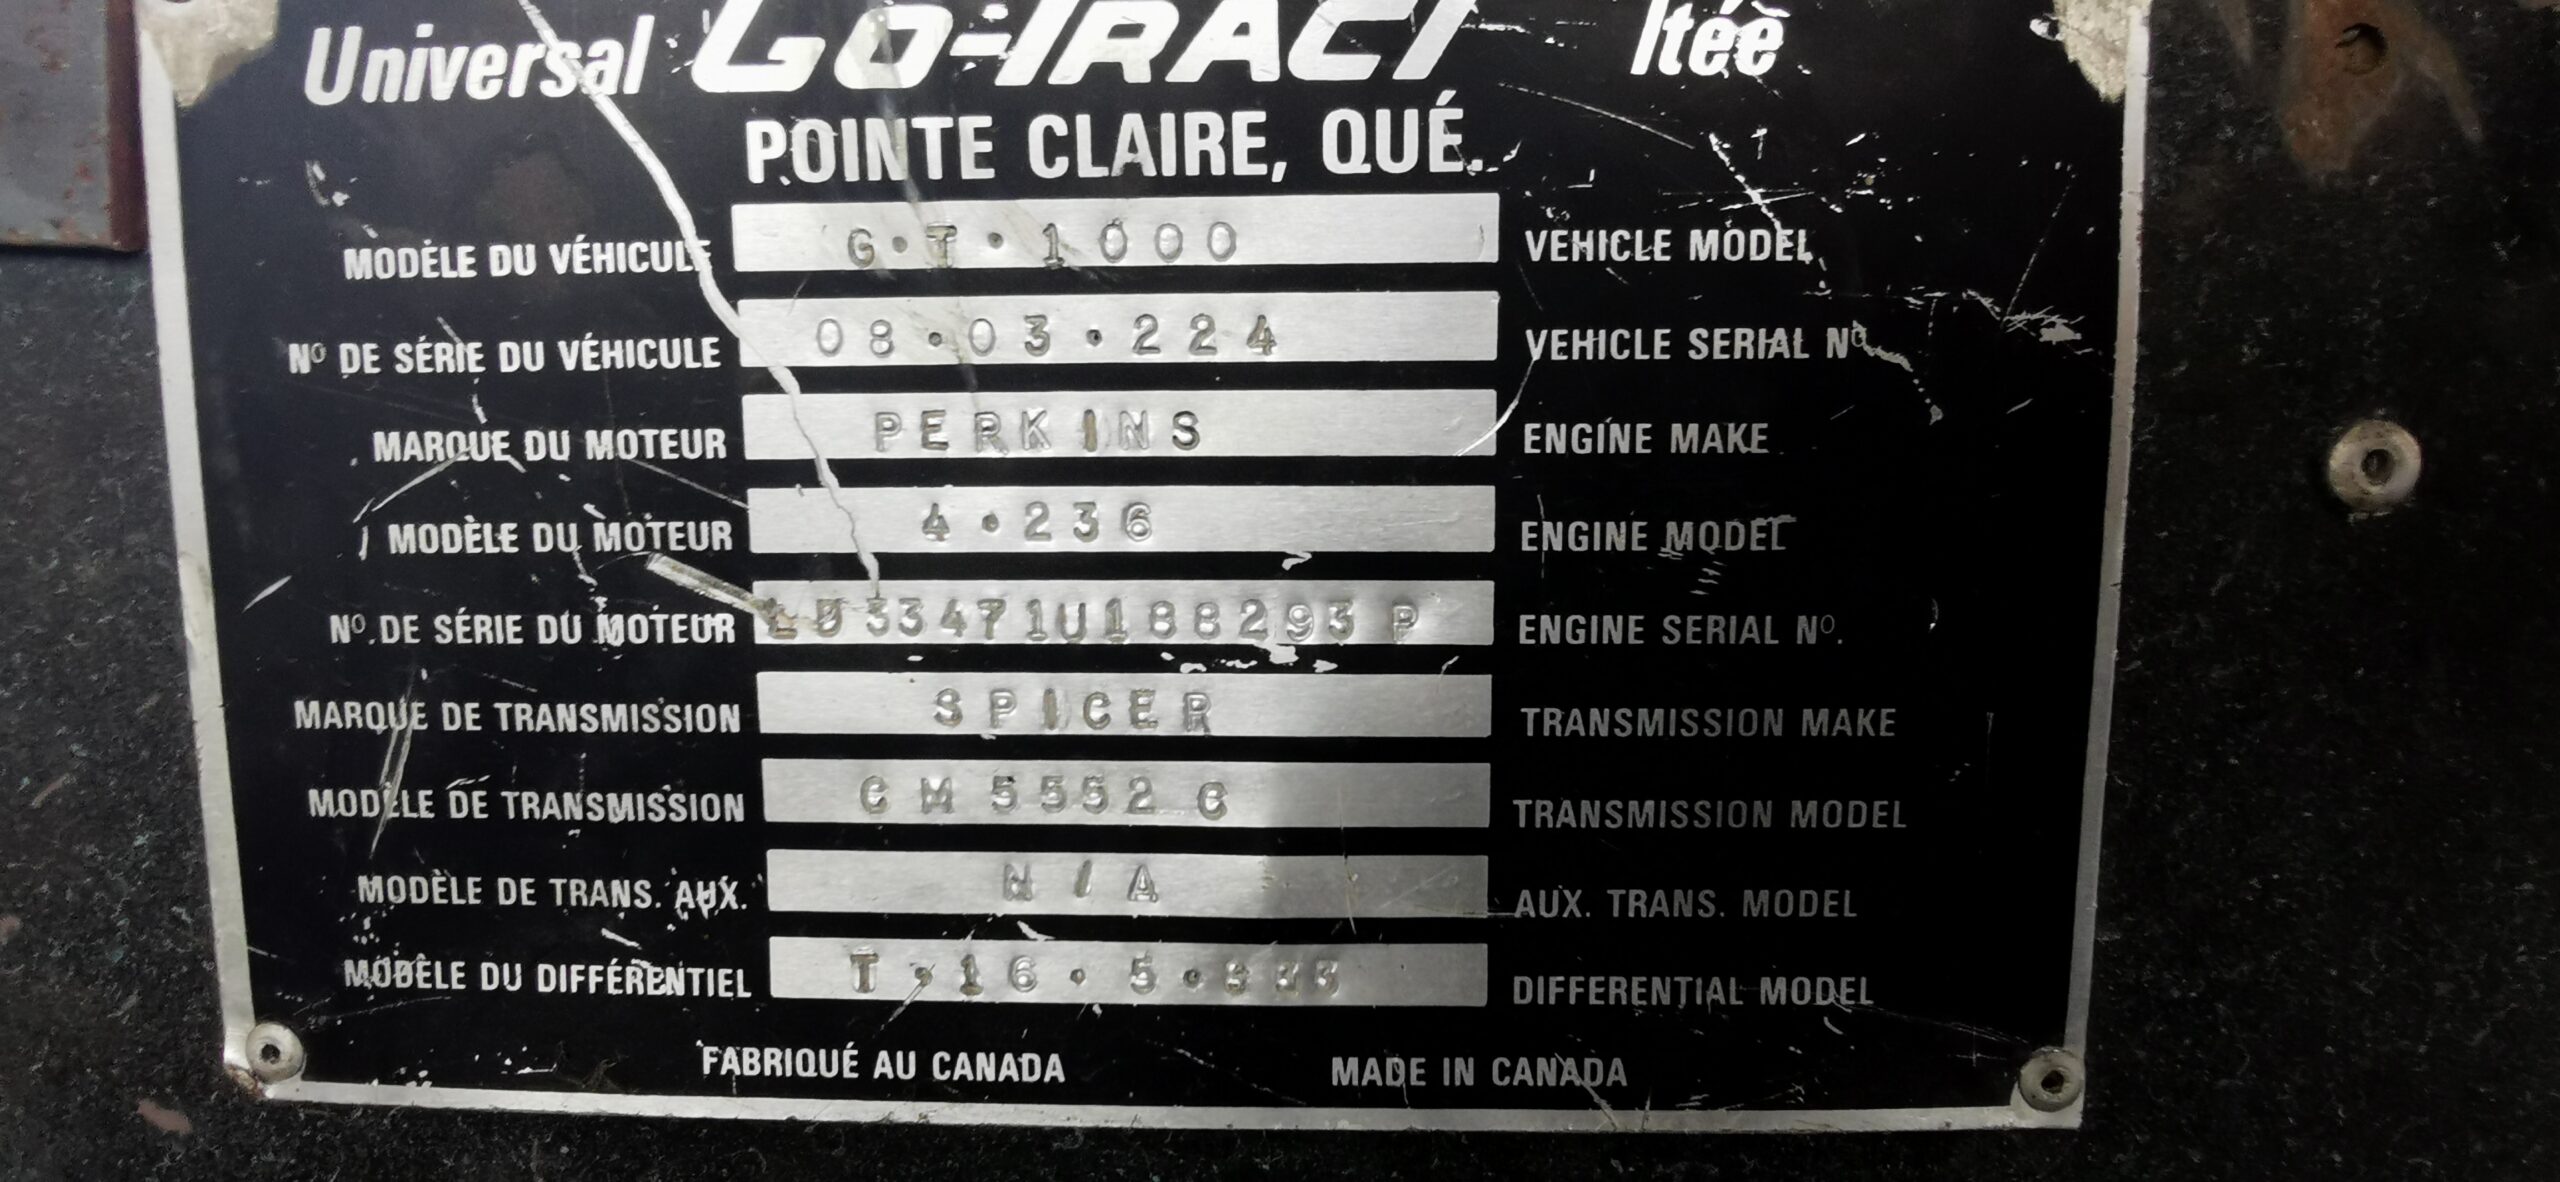 Universal GO-TRACT ltée
POINTE CLAIRE, QUÉ.
MODÈLE DU VÉHICULE G·T·1000 VEHICLE MODEL
Nº DE SÉRIE DU VÉHICULE 08·03·224 VEHICLE SERIAL Nº
MARQUE DU MOTEUR PERKINS ENGINE MAKE
MODÈLE DU MOTEUR 4·236 ENGINE MODEL
Nº. DE SÉRIE DU MOTEUR LD33471U188293P ENGINE SERIAL Nº.
MARQUE DE TRANSMISSION SPICER TRANSMISSION MAKE
MODÈLE DE TRANSMISSION CM5552C TRANSMISSION MODEL
MODÈLE DE TRANS. AUX. N/A AUX. TRANS. MODEL
MODÈLE DU DIFFÉRENTIEL T·16·5·333 DIFFERENTIAL MODEL
FABRIQUÉ AU CANADA MADE IN CANADA